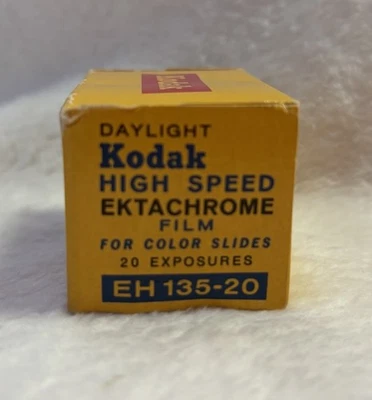 Kodak
DAYLIGHT
Kodak
HIGH SPEED
EKTACHROME
FILM
FOR COLOR SLIDES
20 EXPOSURES
EH 135-20